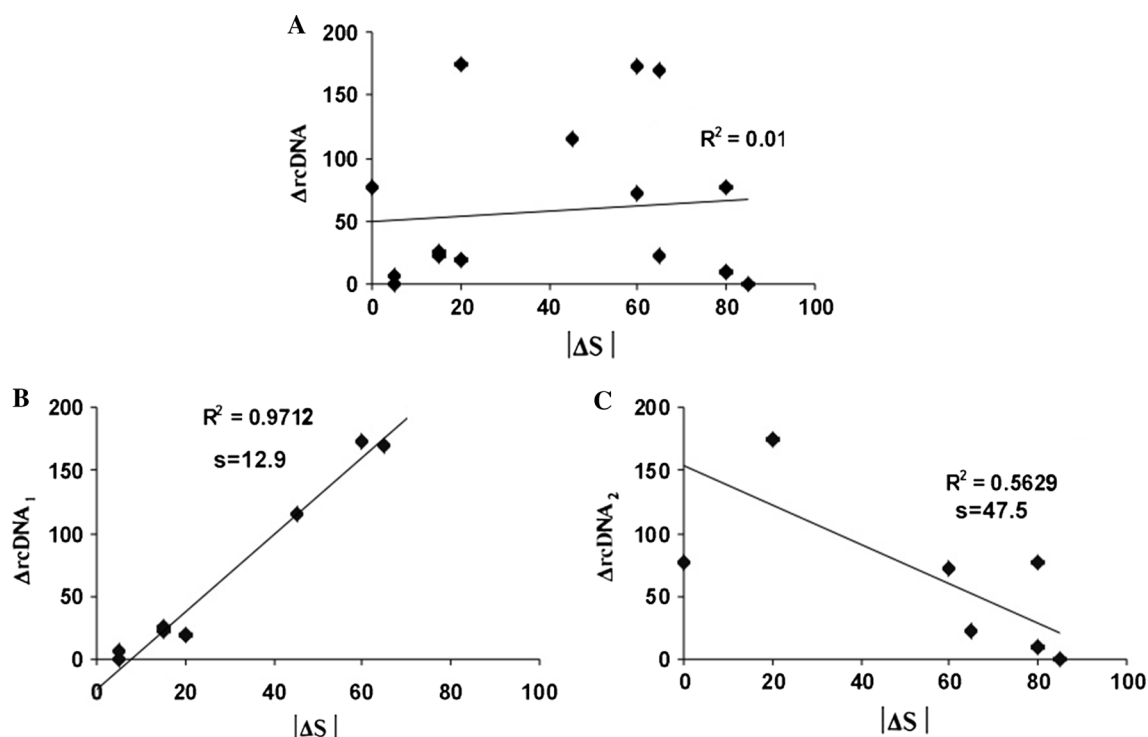 A
200
150
100
50
0
ΔrcDNA
R² = 0.01
0 20 40 60 80 100
|ΔS|
B
200
150
100
50
0
ΔrcDNA₁
R² = 0.9712
s=12.9
0 20 40 60 80 100
|ΔS|
C
200
150
100
50
0
ΔrcDNA₂
R² = 0.5629
s=47.5
0 20 40 60 80 100
|ΔS|